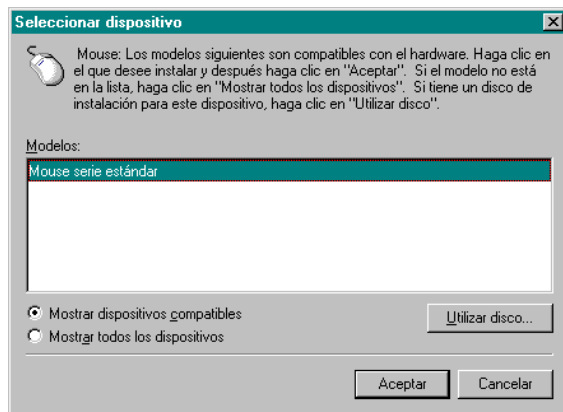 Seleccionar dispositivo
Mouse: Los modelos siguientes son compatibles con el hardware. Haga clic en
el que desee instalar y después haga clic en "Aceptar". Si el modelo no está
en la lista, haga clic en "Mostrar todos los dispositivos". Si tiene un disco de
instalación para este dispositivo, haga clic en "Utilizar disco".
Modelos:
Mouse serie estándar
Mostrar dispositivos compatibles
Utilizar disco...
Mostrar todos los dispositivos
Aceptar
Cancelar